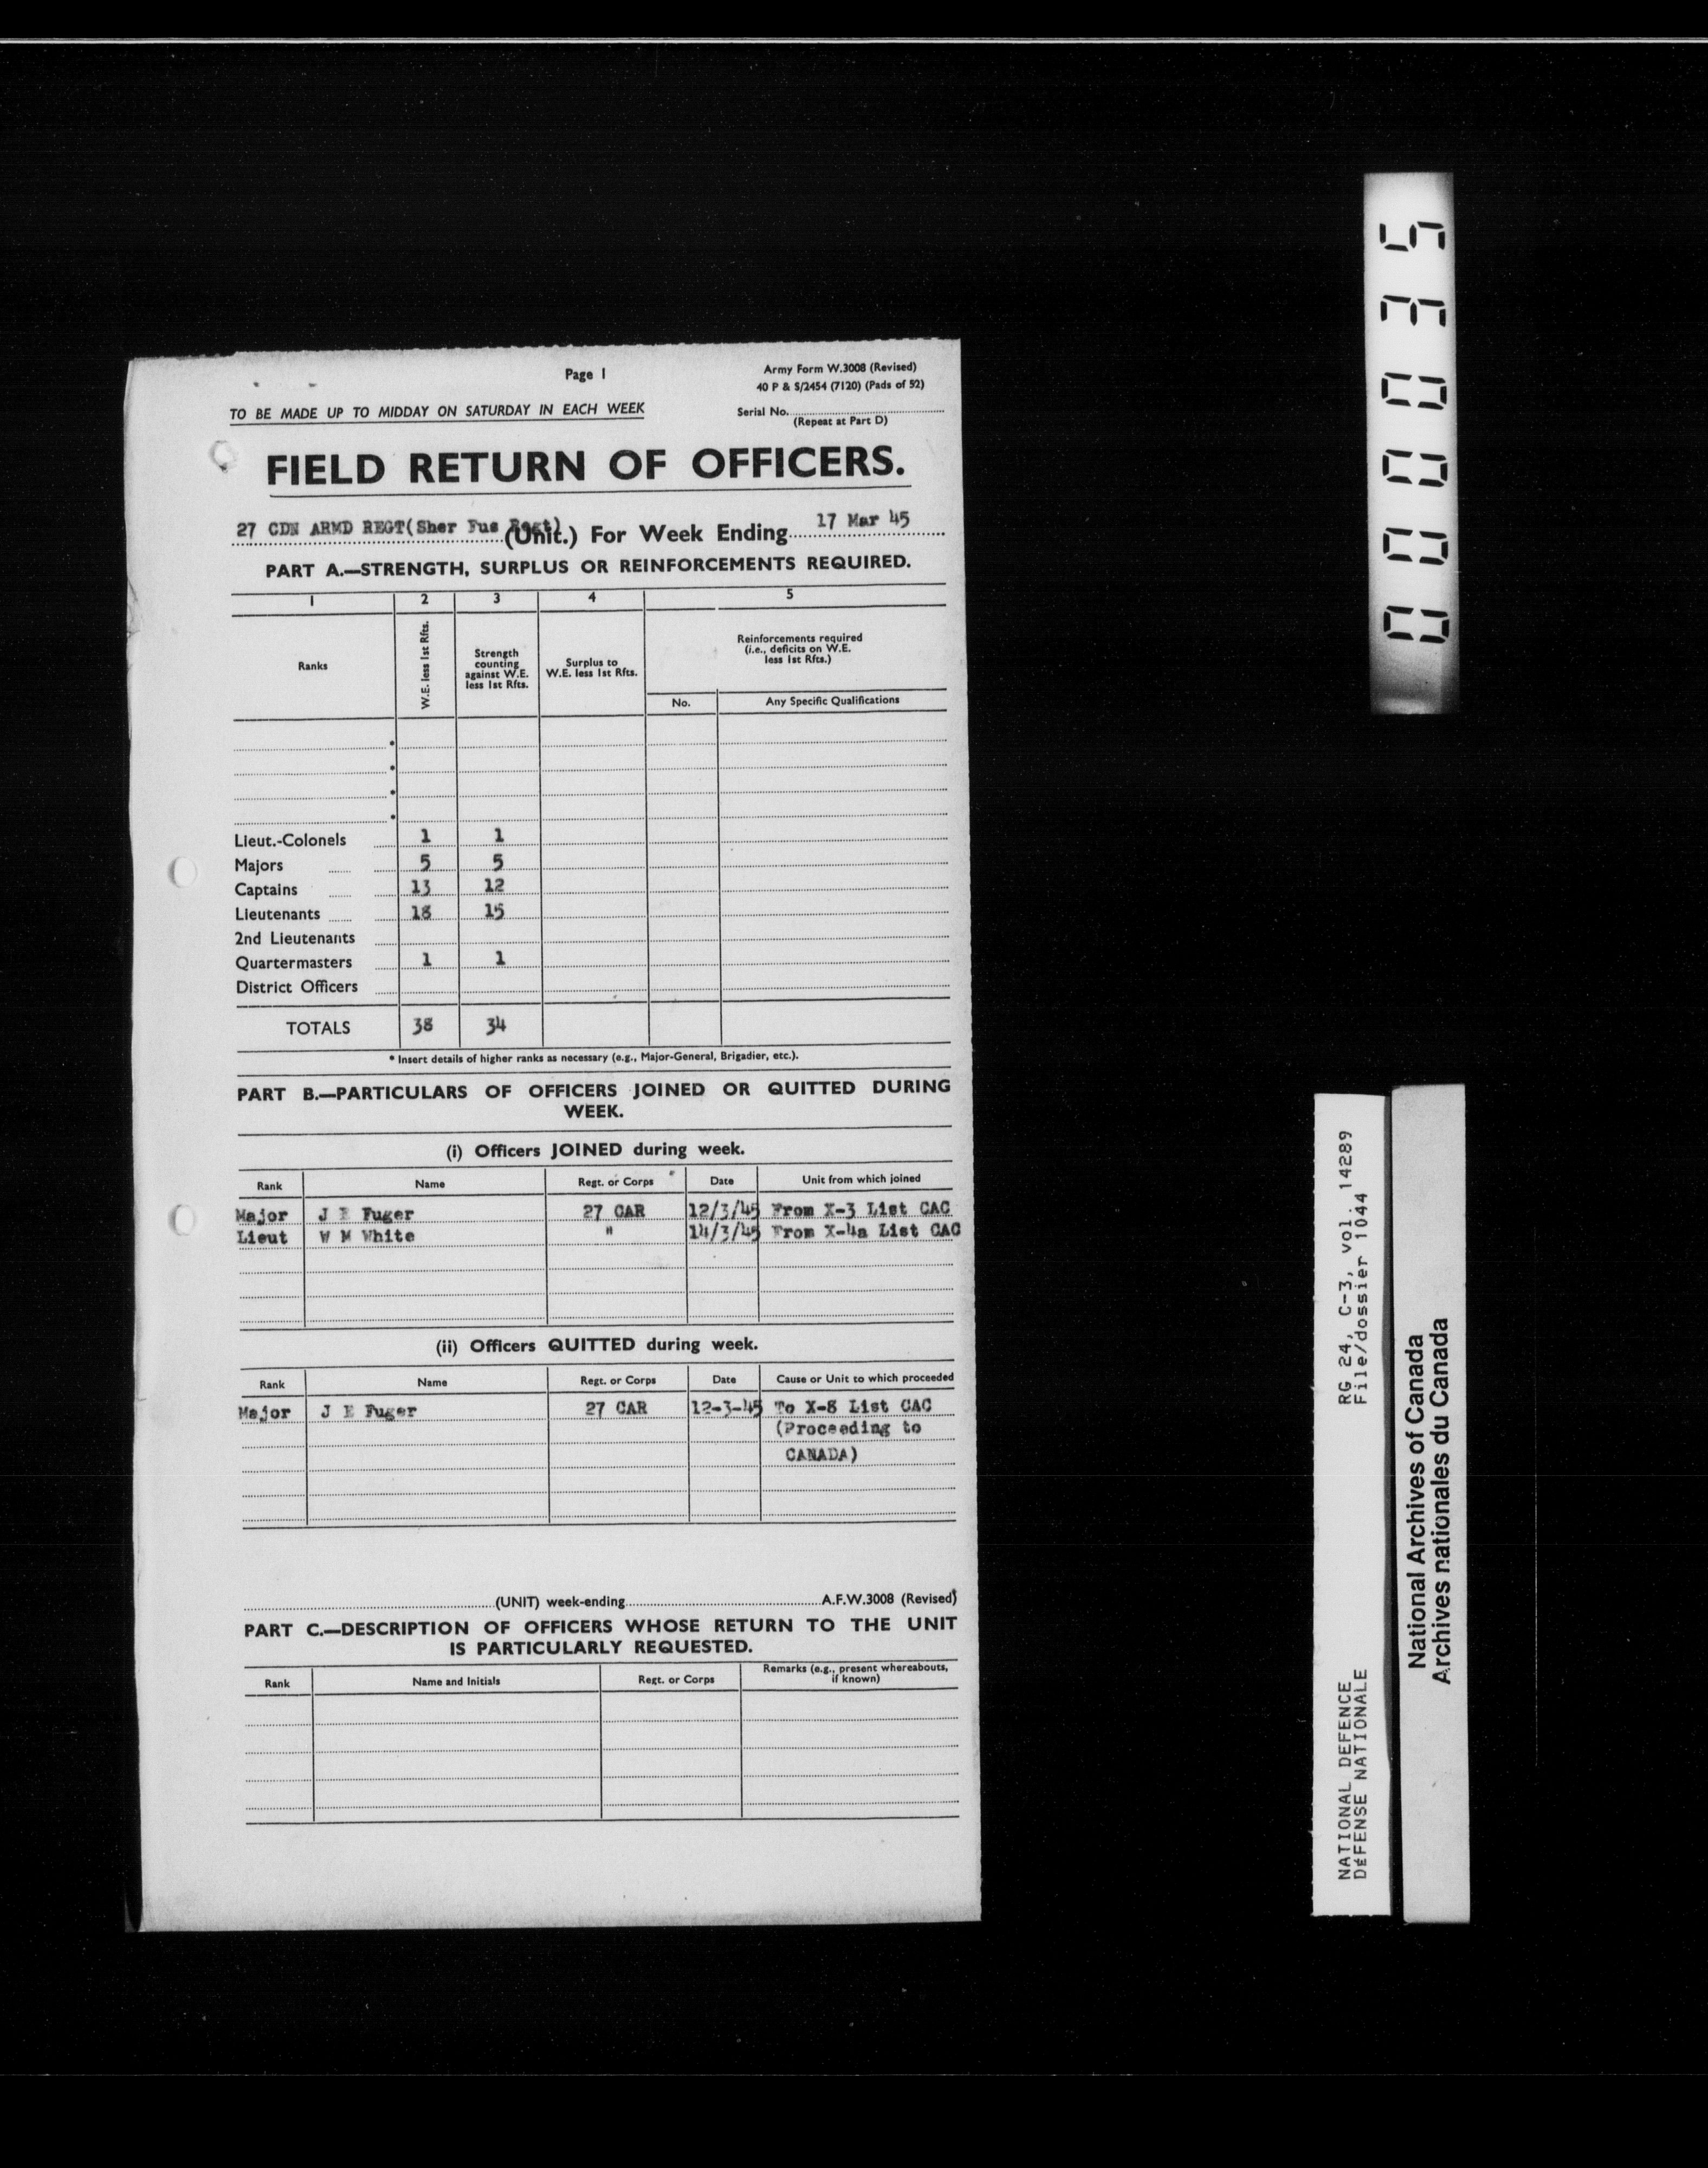 Page 1
Army Form W.3008 (Revised)
40 P & S/2454 (7120) (Pads of 52)
TO BE MADE UP TO MIDDAY ON SATURDAY IN EACH WEEK
Serial No.
(Repeat at Part D)
FIELD RETURN OF OFFICERS.
27 CDN ARMD REGT(Sher Fus Regt) (Unit.) For Week Ending 17 Mar 45
PART A.—STRENGTH, SURPLUS OR REINFORCEMENTS REQUIRED.
1 2 3 4 5
Ranks
W.E. less 1st Rfts.
Strength
counting
against W.E.
less 1st Rfts.
Surplus to
W.E. less 1st Rfts.
Reinforcements required
(i.e., deficits on W.E.
less 1st Rfts.)
No. Any Specific Qualifications
*
*
*
*
Lieut.-Colonels 1 1
Majors 5 5
Captains 13 12
Lieutenants 18 15
2nd Lieutenants
Quartermasters 1 1
District Officers
TOTALS 38 34
* Insert details of higher ranks as necessary (e.g., Major-General, Brigadier, etc.).
PART B.—PARTICULARS OF OFFICERS JOINED OR QUITTED DURING
WEEK.
(i) Officers JOINED during week.
Rank Name Regt. or Corps Date Unit from which joined
Major J E Fuger 27 CAR 12/3/45 From X-3 List CAC
Lieut W M White " 14/3/45 From X-4a List CAC
(ii) Officers QUITTED during week.
Rank Name Regt. or Corps Date Cause or Unit to which proceeded
Major J E Fuger 27 CAR 12-3-45 To X-8 List CAC
(Proceeding to
CANADA)
(UNIT) week-ending A.F.W.3008 (Revised)
PART C.—DESCRIPTION OF OFFICERS WHOSE RETURN TO THE UNIT
IS PARTICULARLY REQUESTED.
Rank Name and Initials Regt. or Corps
Remarks (e.g., present whereabouts,
if known)
000035
NATIONAL DEFENCE RG 24, C-3, vol. 14289
DÉFENSE NATIONALE File/dossier 1044
National Archives of Canada
Archives nationales du Canada